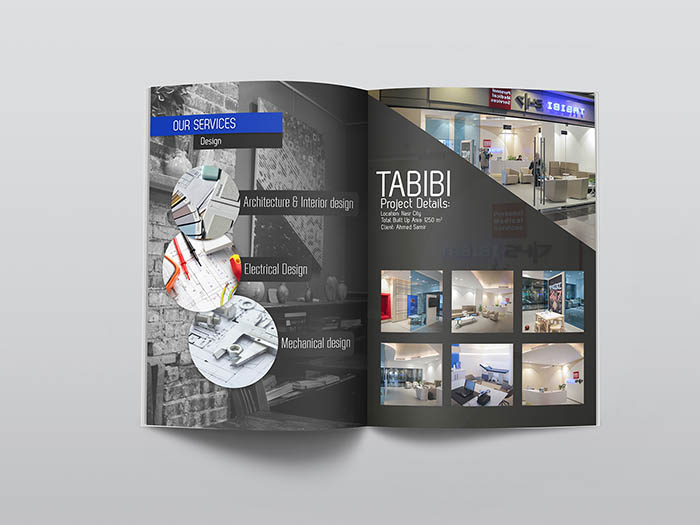 OUR SERVICES
Design
Architecture & Interior design
Electrical Design
Mechanical design
TABIBI
Project Details:
Location: Nasr City
Total Built Up Area: 1250 m²
Client: Ahmed Samir